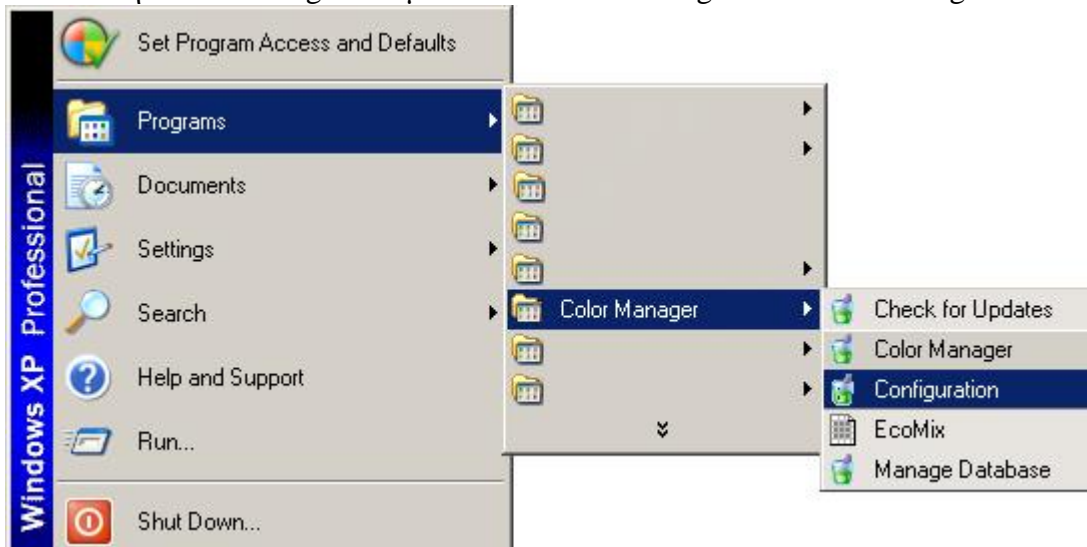 Set Program Access and Defaults
Programs
Documents
Settings
Search
Help and Support
Run...
Shut Down...
Windows XP Professional
Color Manager
Check for Updates
Color Manager
Configuration
EcoMix
Manage Database